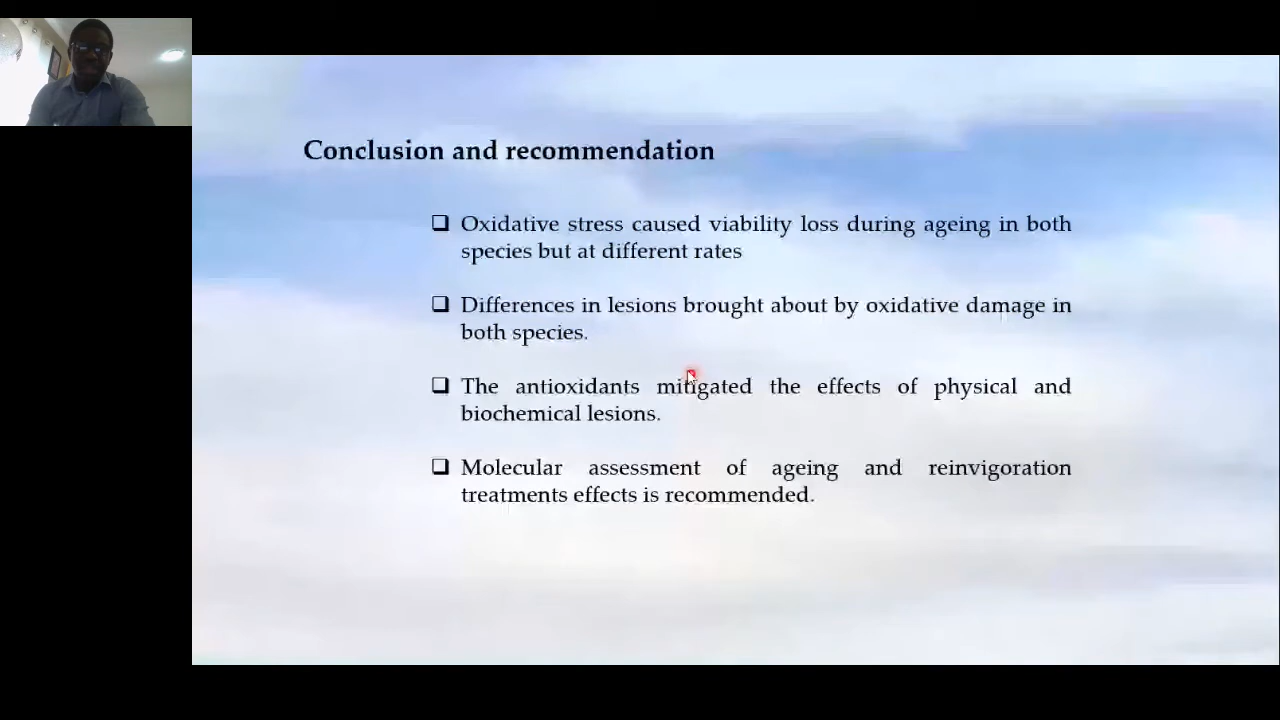 Conclusion and recommendation
❑ Oxidative stress caused viability loss during ageing in both
species but at different rates
❑ Differences in lesions brought about by oxidative damage in
both species.
❑ The antioxidants mitigated the effects of physical and
biochemical lesions.
❑ Molecular assessment of ageing and reinvigoration
treatments effects is recommended.